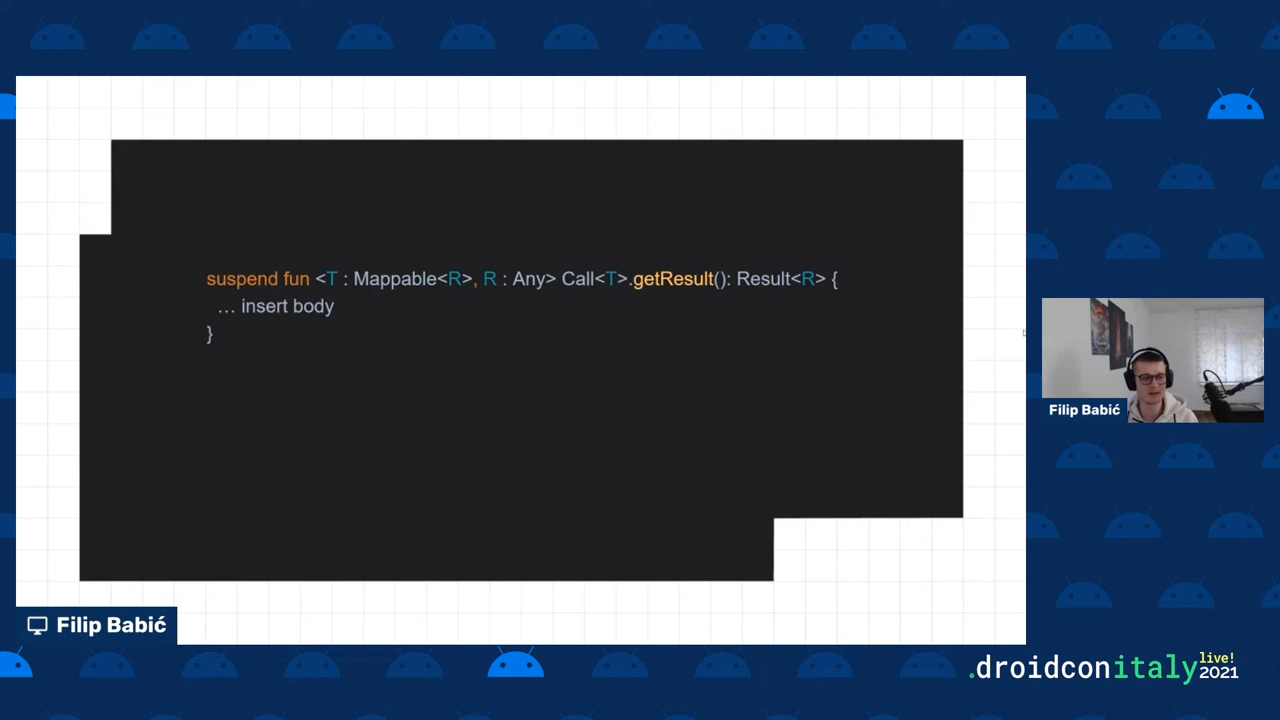 suspend fun <T : Mappable<R>, R : Any> Call<T>.getResult(): Result<R> {
… insert body
}
Filip Babić
Filip Babić
.droidconitaly live! 2021